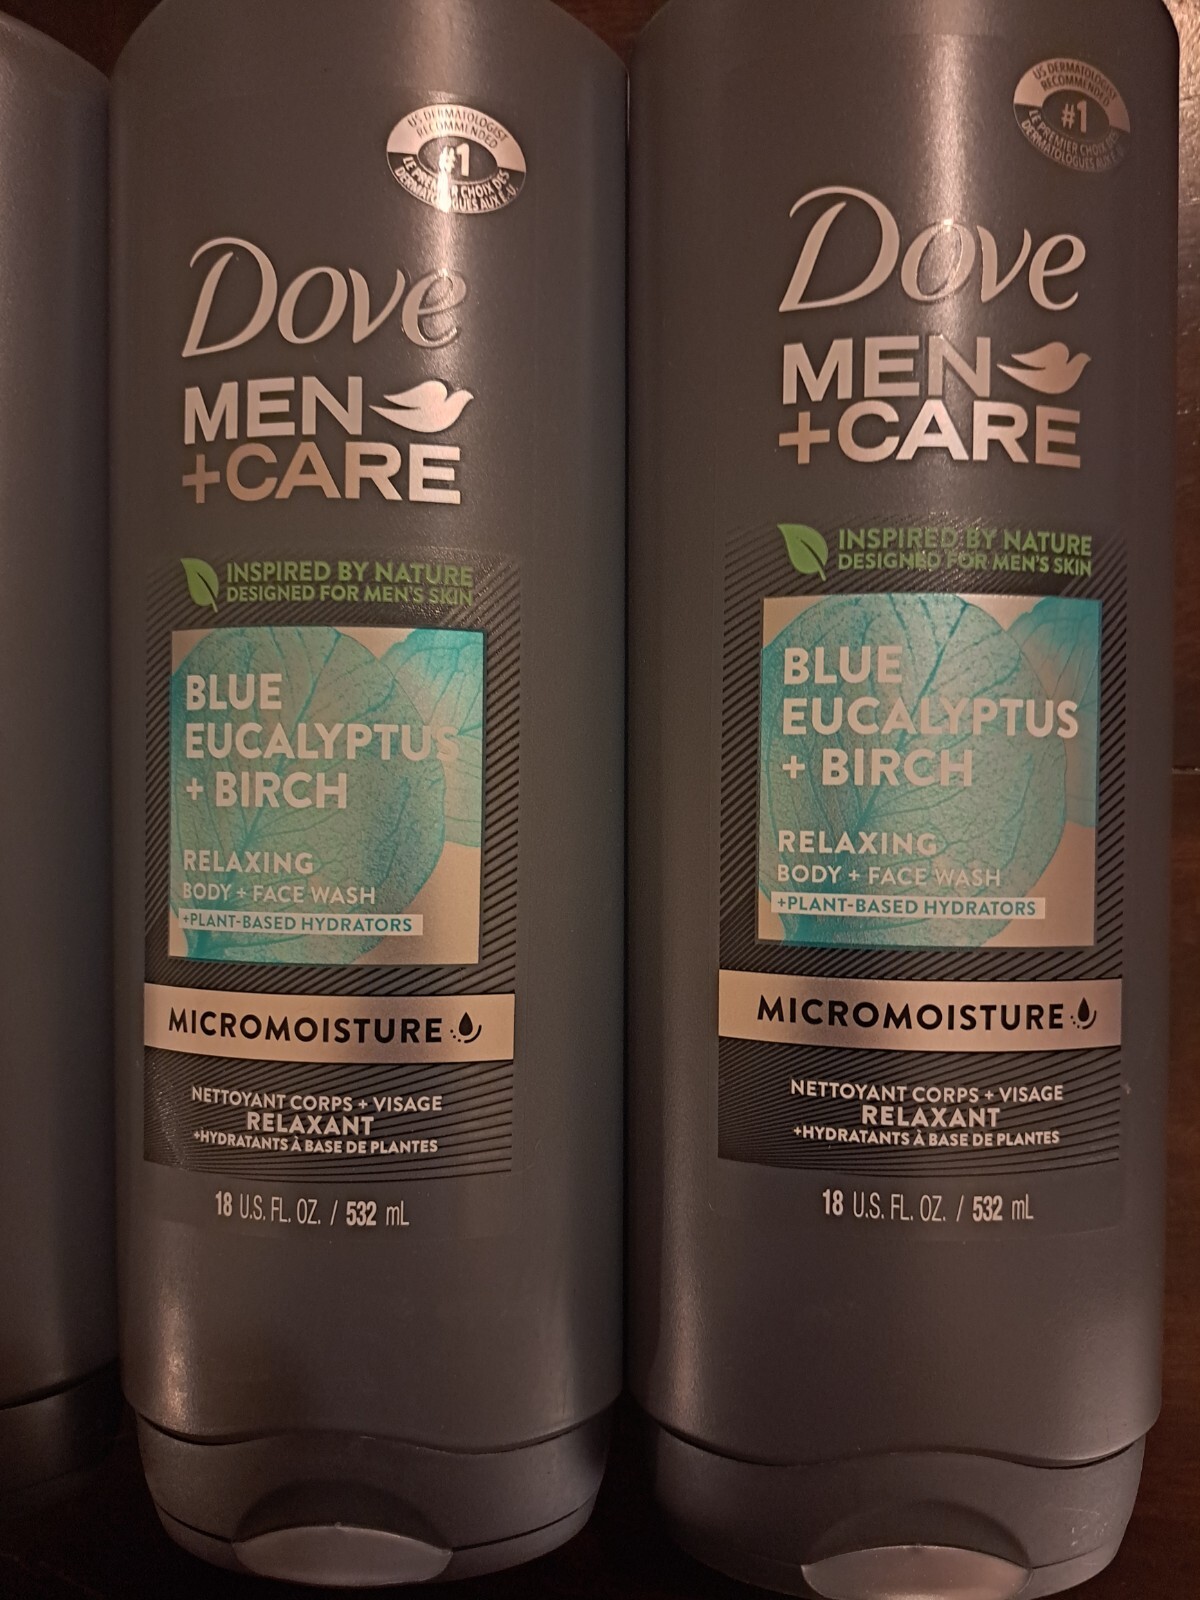 US DERMATOLOGIST
RECOMMENDED
#1
LE PREMIER CHOIX DES
DERMATOLOGUES AUX É.-U.
Dove
MEN
+CARE
INSPIRED BY NATURE
DESIGNED FOR MEN'S SKIN
BLUE
EUCALYPTUS
+ BIRCH
RELAXING
BODY + FACE WASH
+PLANT-BASED HYDRATORS
MICROMOISTURE
NETTOYANT CORPS + VISAGE
RELAXANT
+HYDRATANTS À BASE DE PLANTES
18 U.S. FL. OZ. / 532 mL
US DERMATOLOGIST
RECOMMENDED
#1
LE PREMIER CHOIX DES
DERMATOLOGUES AUX É.-U.
Dove
MEN
+CARE
INSPIRED BY NATURE
DESIGNED FOR MEN'S SKIN
BLUE
EUCALYPTUS
+ BIRCH
RELAXING
BODY + FACE WASH
+PLANT-BASED HYDRATORS
MICROMOISTURE
NETTOYANT CORPS + VISAGE
RELAXANT
+HYDRATANTS À BASE DE PLANTES
18 U.S. FL. OZ. / 532 mL